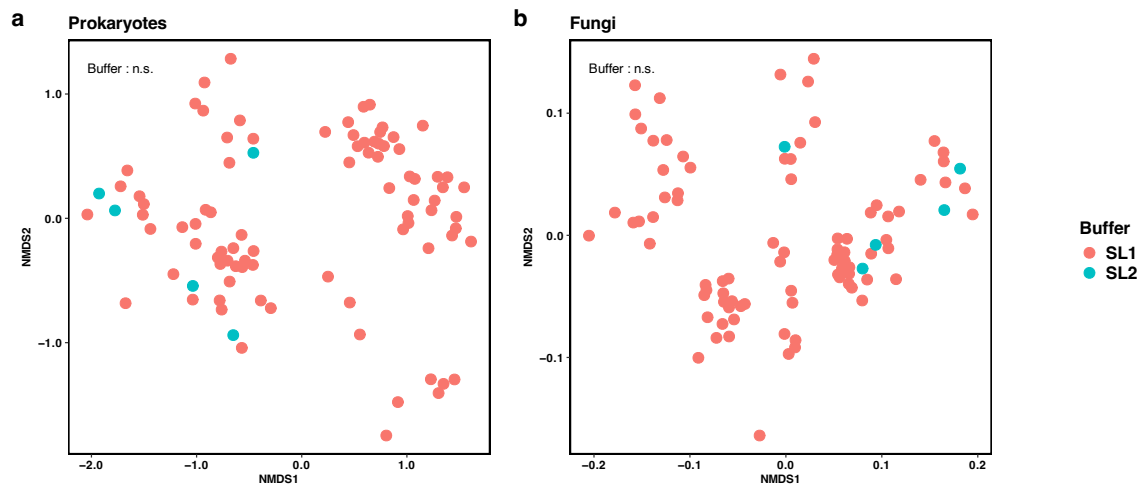 a
Prokaryotes
Buffer : n.s.
1.0
0.0
−1.0
NMDS2
−2.0
−1.0
0.0
1.0
NMDS1
b
Fungi
Buffer : n.s.
0.1
0.0
−0.1
NMDS2
−0.2
−0.1
0.0
0.1
0.2
NMDS1
Buffer
SL1
SL2